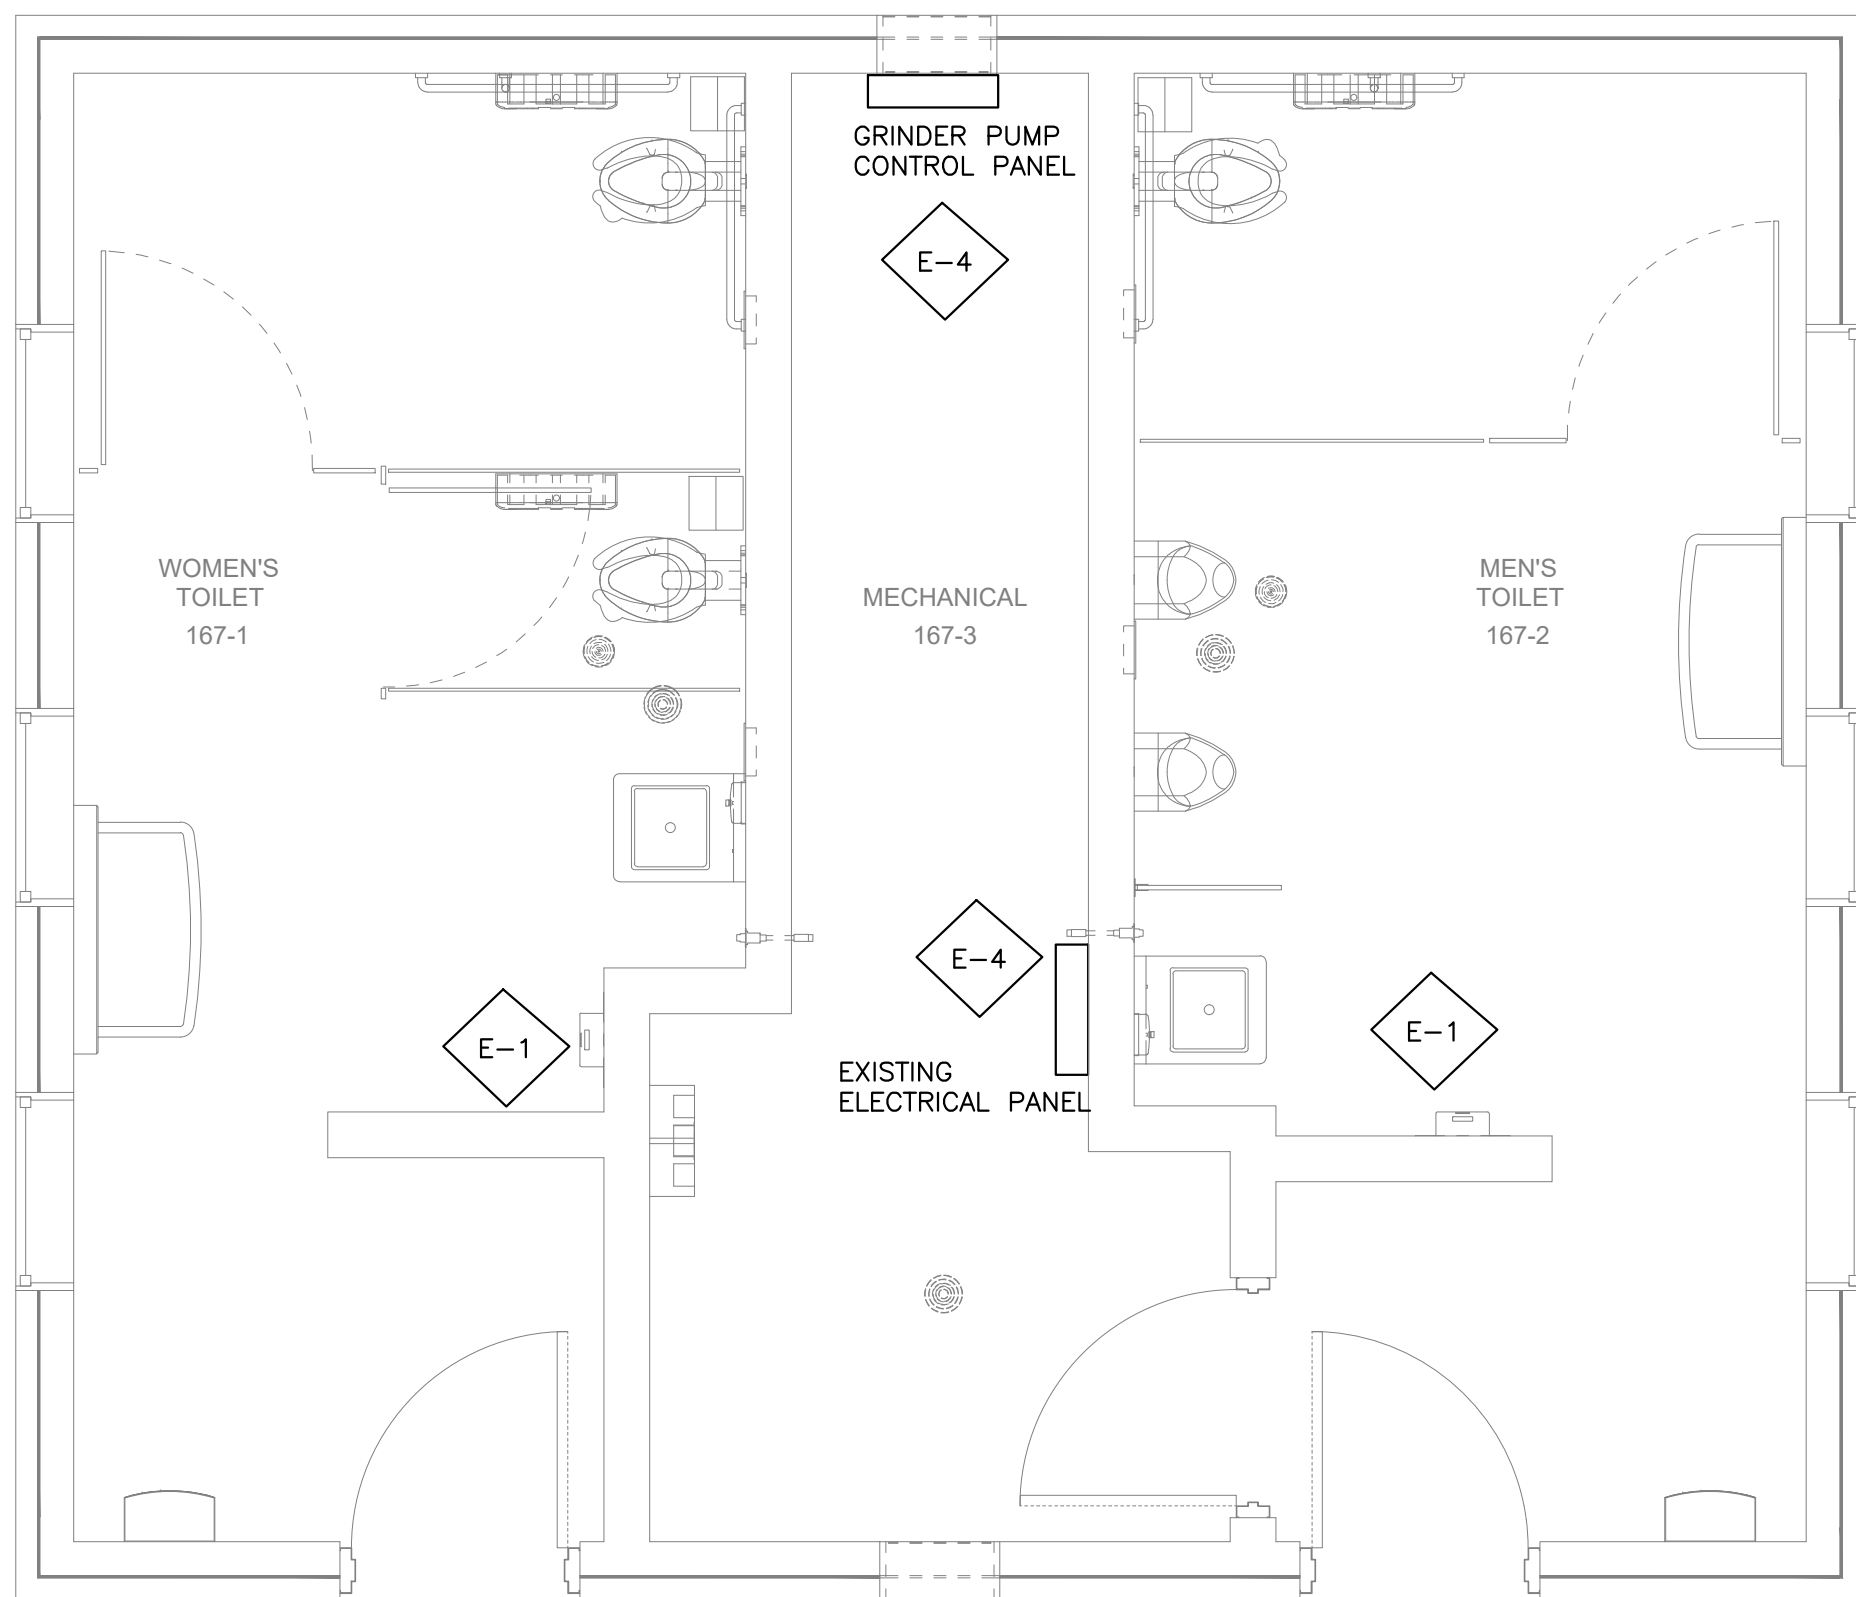 GRINDER PUMP
CONTROL PANEL
E-4
WOMEN'S
TOILET
167-1
MECHANICAL
167-3
MEN'S
TOILET
167-2
E-4
E-1
E-1
EXISTING
ELECTRICAL PANEL